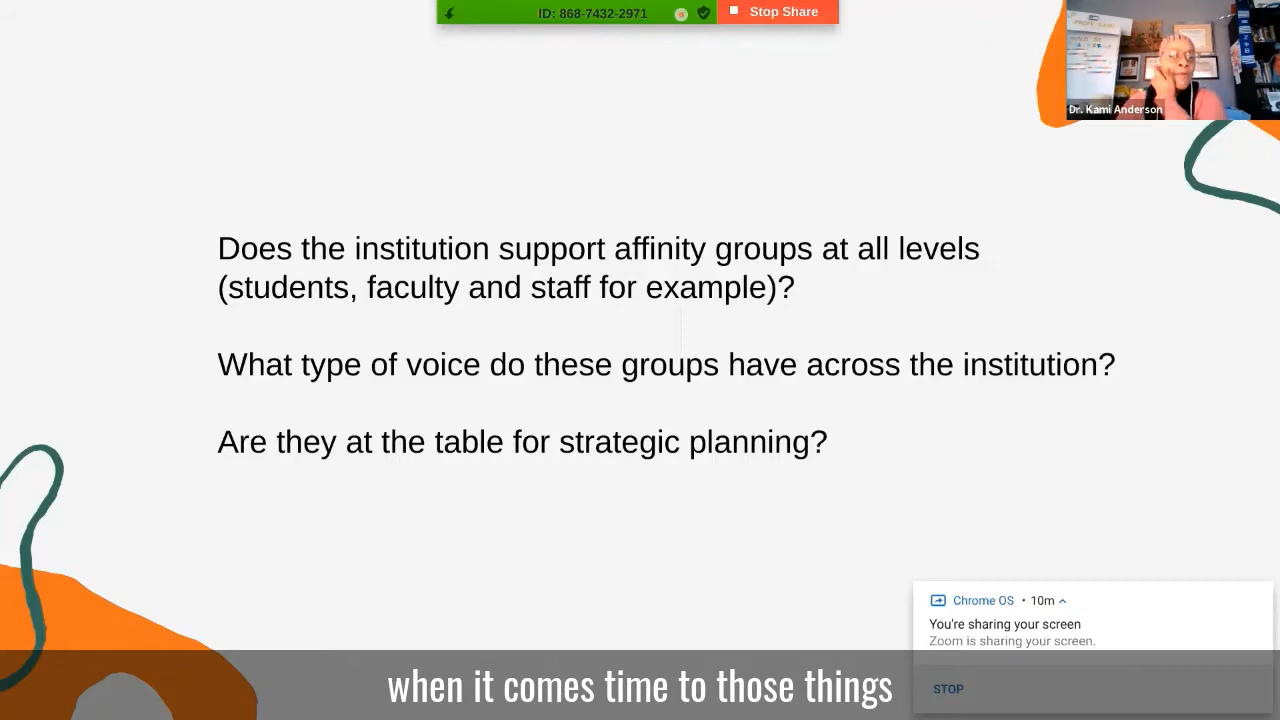 ID: 868-7432-2971
Stop Share
Dr. Kami Anderson
Does the institution support affinity groups at all levels
(students, faculty and staff for example)?
What type of voice do these groups have across the institution?
Are they at the table for strategic planning?
Chrome OS • 10m
You're sharing your screen
Zoom is sharing your screen.
STOP
when it comes time to those things